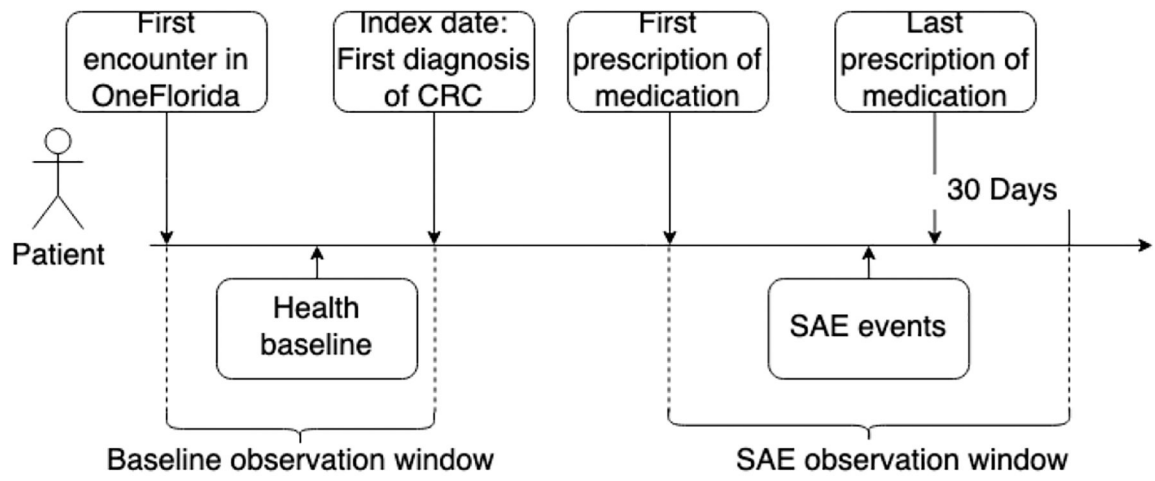 First
encounter in
OneFlorida
Index date:
First diagnosis
of CRC
First
prescription of
medication
Last
prescription of
medication
30 Days
Patient
Health
baseline
SAE events
Baseline observation window
SAE observation window